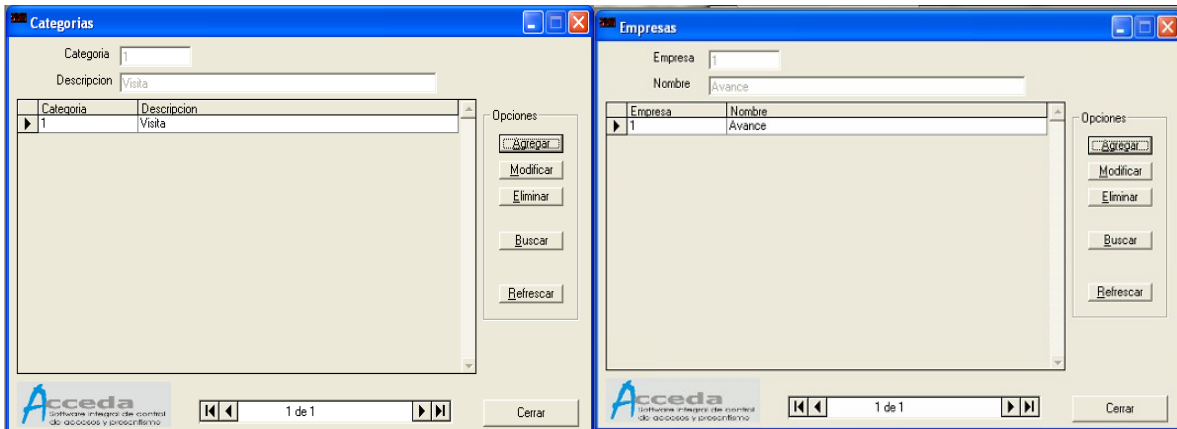 Categorias
Categoria 1
Descripcion Visita
Categoria Descripcion
1 Visita
Opciones
Agregar
Modificar
Eliminar
Buscar
Refrescar
Acceda
Software integral de control
de accesos y presentismo
1 de 1
Cerrar
Empresas
Empresa 1
Nombre Avance
Empresa Nombre
1 Avance
Opciones
Agregar
Modificar
Eliminar
Buscar
Refrescar
Acceda
Software integral de control
de accesos y presentismo
1 de 1
Cerrar